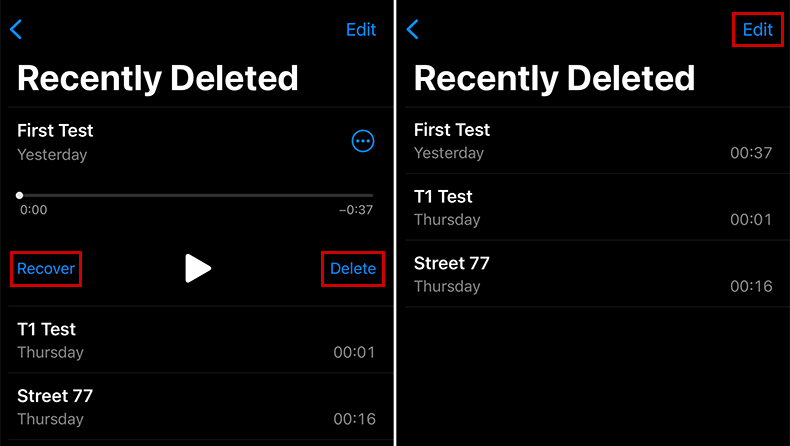 Edit
Recently Deleted
First Test
Yesterday
0:00 −0:37
Recover Delete
T1 Test
Thursday 00:01
Street 77
Thursday 00:16
Edit
Recently Deleted
First Test
Yesterday 00:37
T1 Test
Thursday 00:01
Street 77
Thursday 00:16